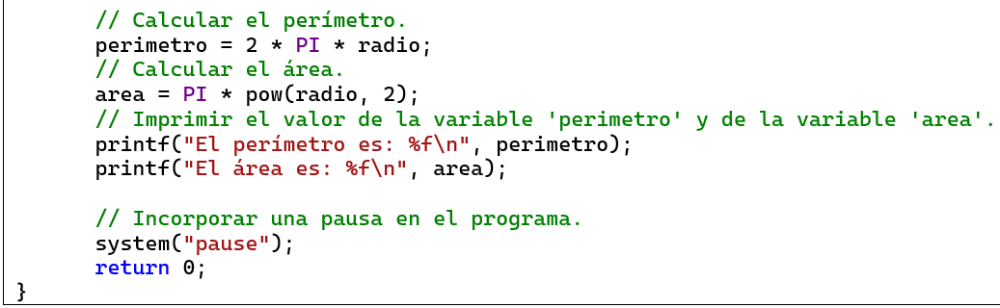 // Calcular el perímetro.
perimetro = 2 * PI * radio;
// Calcular el área.
area = PI * pow(radio, 2);
// Imprimir el valor de la variable 'perimetro' y de la variable 'area'.
printf("El perímetro es: %f\n", perimetro);
printf("El área es: %f\n", area);
// Incorporar una pausa en el programa.
system("pause");
return 0;
}